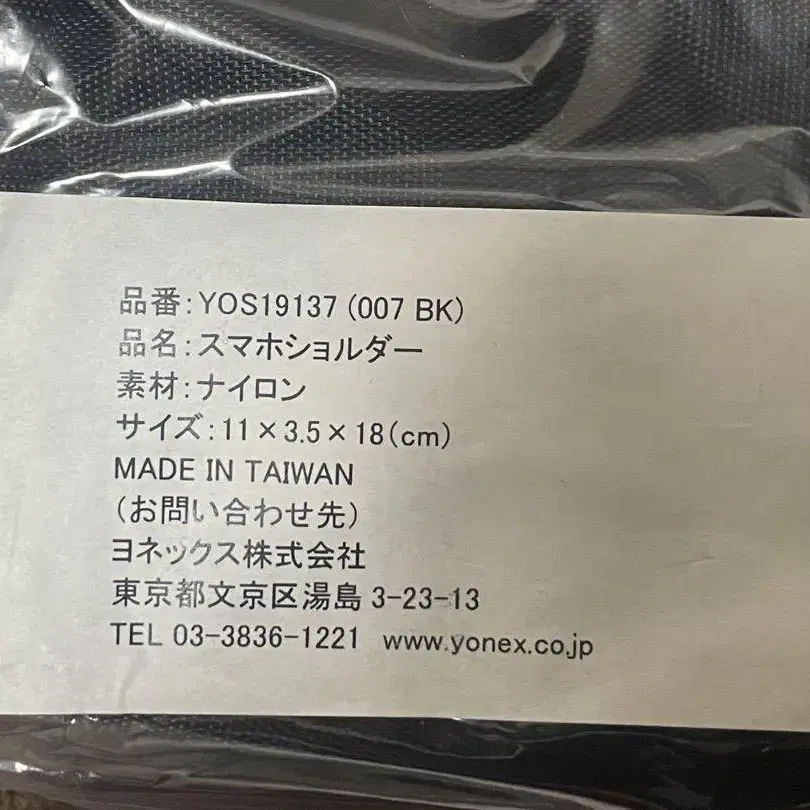 品番:YOS19137 (007 BK)
品名:スマホショルダー
素材:ナイロン
サイズ:11×3.5×18(cm)
MADE IN TAIWAN
(お問い合わせ先)
ヨネックス株式会社
東京都文京区湯島 3-23-13
TEL 03-3836-1221 www.yonex.co.jp